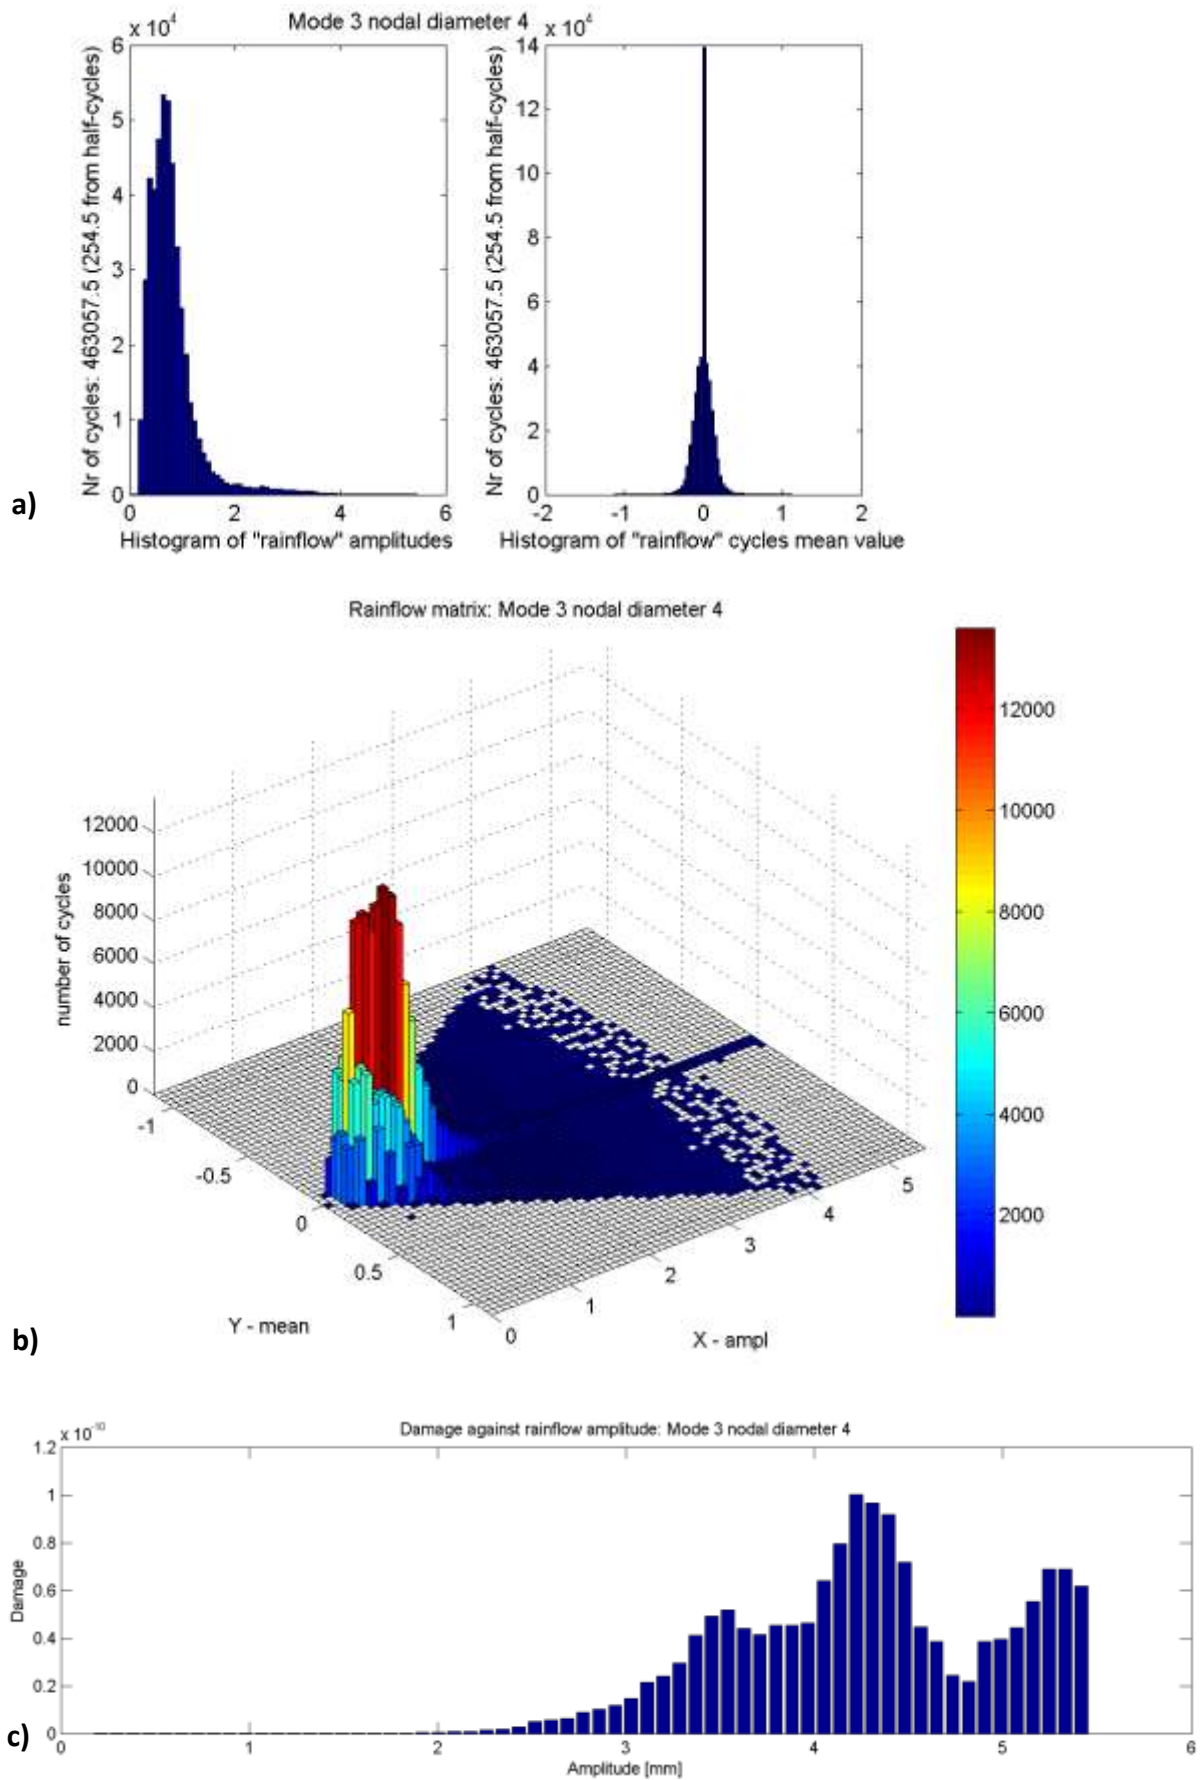 Mode 3 nodal diameter 4
x 10^4
6
5
4
3
2
1
0
0 2 4 6
Nr of cycles: 463057.5 (254.5 from half-cycles)
Histogram of "rainflow" amplitudes
x 10^4
14
12
10
8
6
4
2
0
-2 -1 0 1 2
Nr of cycles: 463057.5 (254.5 from half-cycles)
Histogram of "rainflow" cycles mean value
a)
Rainflow matrix: Mode 3 nodal diameter 4
12000
10000
8000
6000
4000
2000
0
number of cycles
-1
-0.5
0
0.5
1
Y - mean
0
1
2
3
4
5
X - ampl
12000
10000
8000
6000
4000
2000
b)
Damage against rainflow amplitude: Mode 3 nodal diameter 4
x 10^-10
1.2
1
0.8
0.6
0.4
0.2
0
Damage
0 1 2 3 4 5 6
Amplitude [mm]
c)